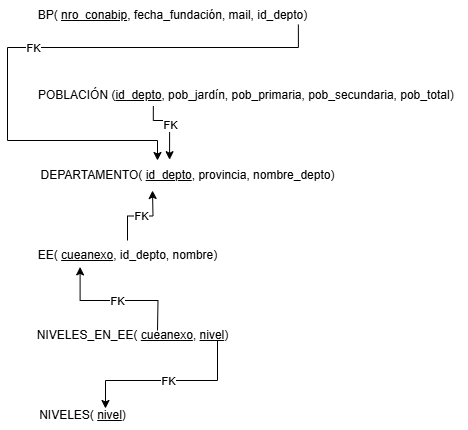 BP( nro_conabip, fecha_fundación, mail, id_depto)
FK
POBLACIÓN (id_depto, pob_jardín, pob_primaria, pob_secundaria, pob_total)
FK
DEPARTAMENTO( id_depto, provincia, nombre_depto)
FK
EE( cueanexo, id_depto, nombre)
FK
NIVELES_EN_EE( cueanexo, nivel)
FK
NIVELES( nivel)